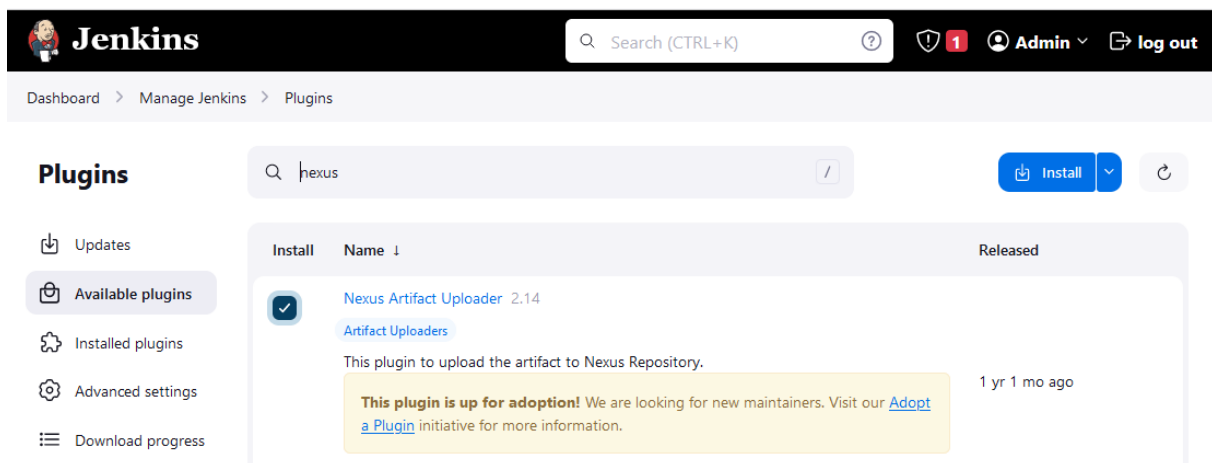 Jenkins
Search (CTRL+K)
1
Admin
log out
Dashboard > Manage Jenkins > Plugins
Plugins
nexus
/
Install
Updates
Available plugins
Installed plugins
Advanced settings
Download progress
Install Name ↓ Released
Nexus Artifact Uploader 2.14
Artifact Uploaders
This plugin to upload the artifact to Nexus Repository.
1 yr 1 mo ago
This plugin is up for adoption! We are looking for new maintainers. Visit our Adopt
a Plugin initiative for more information.